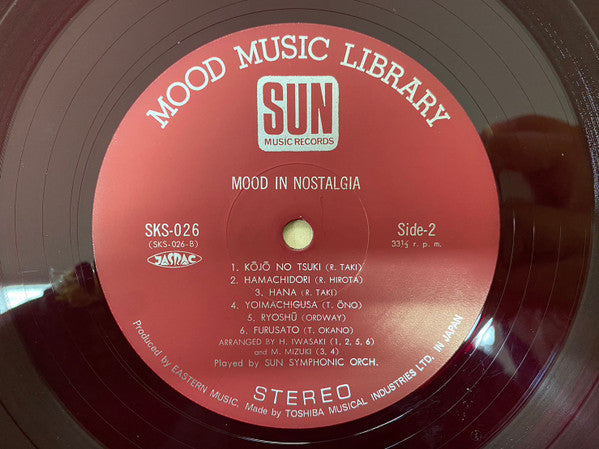 MOOD MUSIC LIBRARY
SUN
MUSIC RECORDS
MOOD IN NOSTALGIA
SKS-026
(SKS-026-B)
JASRAC
Side-2
33⅓ r. p. m.
1. KŌJŌ NO TSUKI (R. TAKI)
2. HAMACHIDORI (R. HIROTA)
3. HANA (R. TAKI)
4. YOIMACHIGUSA (T. ŌNO)
5. RYOSHŪ (ORDWAY)
6. FURUSATO (T. OKANO)
ARRANGED BY H. IWASAKI (1, 2, 5, 6)
and M. MIZUKI (3, 4)
Played by SUN SYMPHONIC ORCH.
STEREO
Produced by EASTERN MUSIC. Made by TOSHIBA MUSICAL INDUSTRIES LTD. IN JAPAN